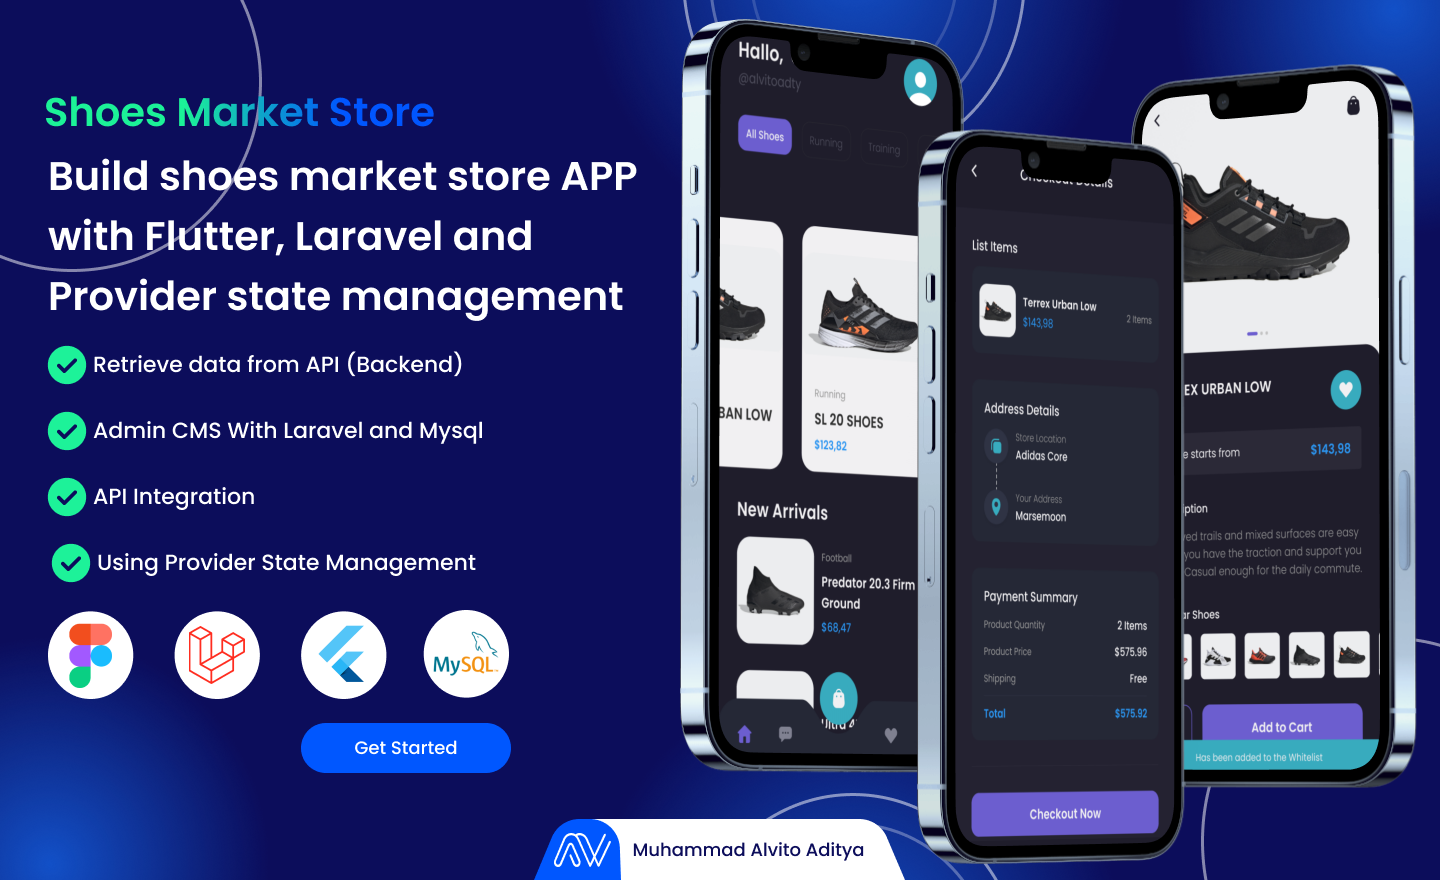 Shoes Market Store
Build shoes market store APP
with Flutter, Laravel and
Provider state management
Retrieve data from API (Backend)
Admin CMS With Laravel and Mysql
API Integration
Using Provider State Management
MySQL
Get Started
Muhammad Alvito Aditya
Hallo,
@alvitoadty
All Shoes
Running
Training
BAN LOW
Running
SL 20 SHOES
$123,82
New Arrivals
Football
Predator 20.3 Firm
Ground
$68,47
Checkout Details
List Items
Terrex Urban Low
$143,98
2 Items
Address Details
Store Location
Adidas Core
Your Address
Marsemoon
Payment Summary
Product Quantity
2 Items
Product Price
$575.96
Shipping
Free
Total
$575.92
Checkout Now
EX URBAN LOW
e starts from
$143,98
ption
ed trails and mixed surfaces are easy
you have the traction and support you
Casual enough for the daily commute.
ar Shoes
Add to Cart
Has been added to the Whitelist